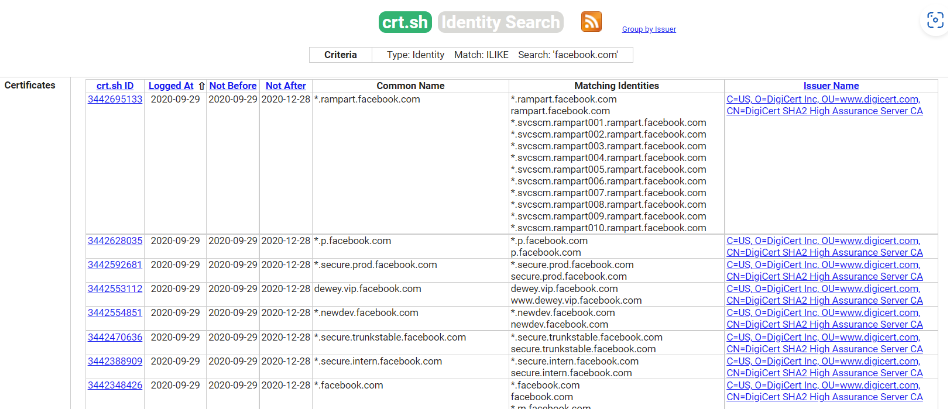 crt.sh Identity Search Group by Issuer
Criteria Type: Identity Match: ILIKE Search: 'facebook.com'
Certificates crt.sh ID Logged At ⇧ Not Before Not After Common Name Matching Identities Issuer Name
3442695133 2020-09-29 2020-09-29 2020-12-28 *.rampart.facebook.com *.rampart.facebook.com C=US, O=DigiCert Inc, OU=www.digicert.com,
rampart.facebook.com CN=DigiCert SHA2 High Assurance Server CA
*.svcscm.rampart001.rampart.facebook.com
*.svcscm.rampart002.rampart.facebook.com
*.svcscm.rampart003.rampart.facebook.com
*.svcscm.rampart004.rampart.facebook.com
*.svcscm.rampart005.rampart.facebook.com
*.svcscm.rampart006.rampart.facebook.com
*.svcscm.rampart007.rampart.facebook.com
*.svcscm.rampart008.rampart.facebook.com
*.svcscm.rampart009.rampart.facebook.com
*.svcscm.rampart010.rampart.facebook.com
3442628035 2020-09-29 2020-09-29 2020-12-28 *.p.facebook.com *.p.facebook.com C=US, O=DigiCert Inc, OU=www.digicert.com,
p.facebook.com CN=DigiCert SHA2 High Assurance Server CA
3442592681 2020-09-29 2020-09-29 2020-12-28 *.secure.prod.facebook.com *.secure.prod.facebook.com C=US, O=DigiCert Inc, OU=www.digicert.com,
secure.prod.facebook.com CN=DigiCert SHA2 High Assurance Server CA
3442553112 2020-09-29 2020-09-29 2020-12-28 dewey.vip.facebook.com dewey.vip.facebook.com C=US, O=DigiCert Inc, OU=www.digicert.com,
www.dewey.vip.facebook.com CN=DigiCert SHA2 High Assurance Server CA
3442554851 2020-09-29 2020-09-29 2020-12-28 *.newdev.facebook.com *.newdev.facebook.com C=US, O=DigiCert Inc, OU=www.digicert.com,
newdev.facebook.com CN=DigiCert SHA2 High Assurance Server CA
3442470636 2020-09-29 2020-09-29 2020-12-28 *.secure.trunkstable.facebook.com *.secure.trunkstable.facebook.com C=US, O=DigiCert Inc, OU=www.digicert.com,
secure.trunkstable.facebook.com CN=DigiCert SHA2 High Assurance Server CA
3442388909 2020-09-29 2020-09-29 2020-12-28 *.secure.intern.facebook.com *.secure.intern.facebook.com C=US, O=DigiCert Inc, OU=www.digicert.com,
secure.intern.facebook.com CN=DigiCert SHA2 High Assurance Server CA
3442348426 2020-09-29 2020-09-29 2020-12-28 *.facebook.com *.facebook.com C=US, O=DigiCert Inc, OU=www.digicert.com,
facebook.com CN=DigiCert SHA2 High Assurance Server CA